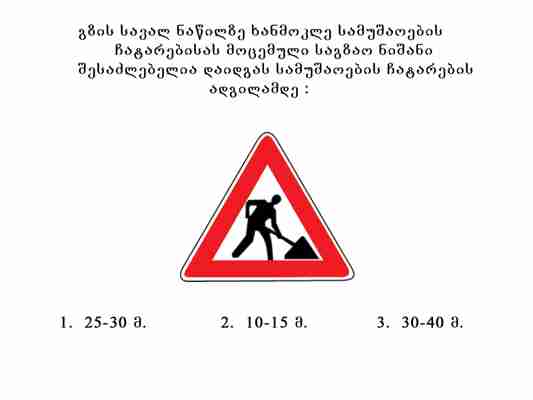 გზის სავალ ნაწილზე ხანმოკლე სამუშაოების
ჩატარებისას მოცემული საგზაო ნიშანი
შესაძლებელია დაიდგას სამუშაოების ჩატარების
ადგილამდე :
1. 25-30 მ. 2. 10-15 მ. 3. 30-40 მ.